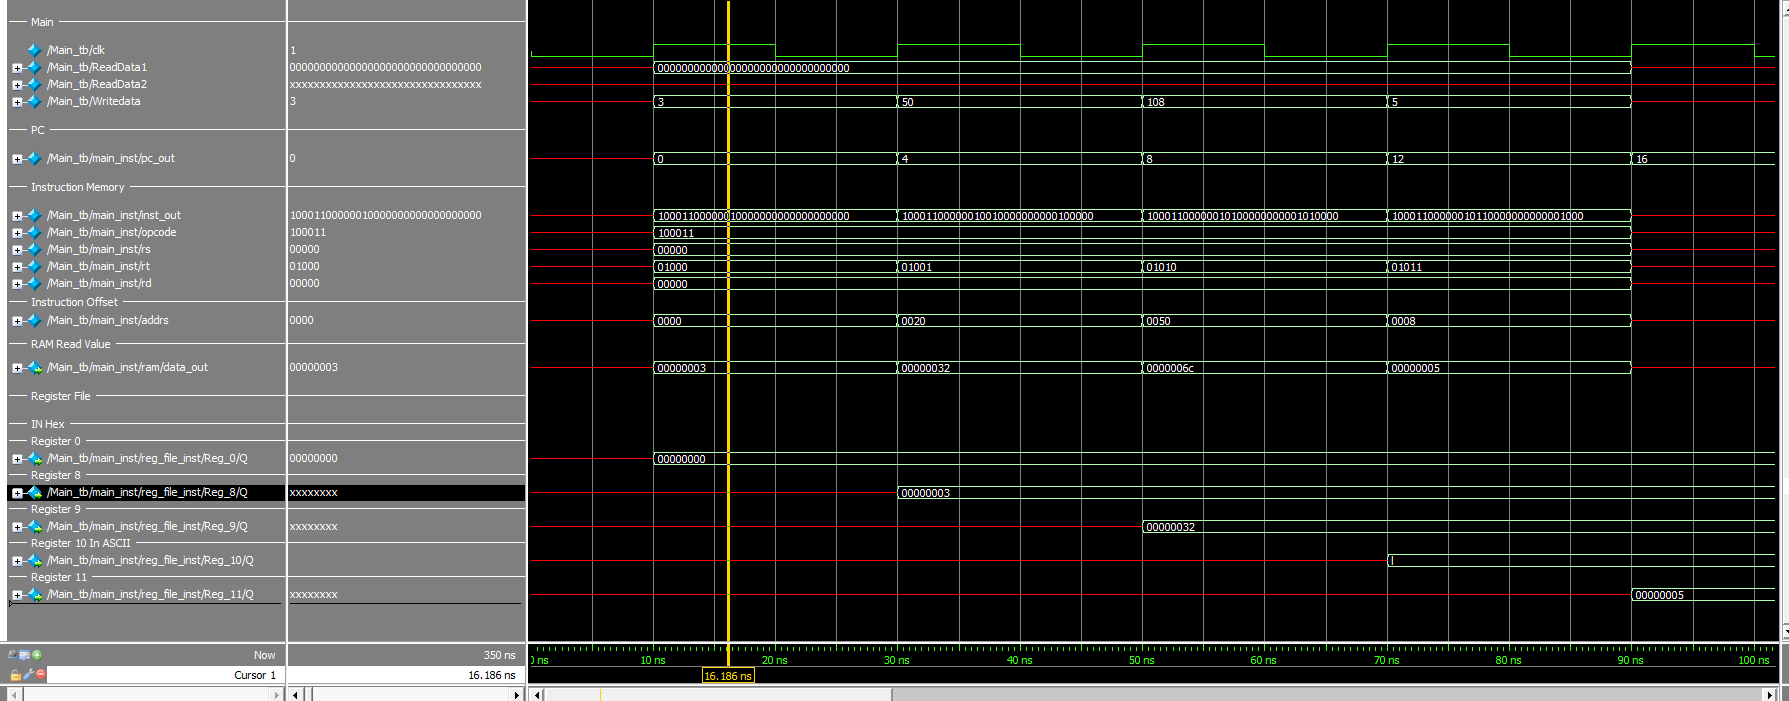 Main
/Main_tb/clk 1
/Main_tb/ReadData1 00000000000000000000000000000000 00000000000000000000000000000000
/Main_tb/ReadData2 xxxxxxxxxxxxxxxxxxxxxxxxxxxxxxxx
/Main_tb/Writedata 3 3 50 108 5
PC
/Main_tb/main_inst/pc_out 0 0 4 8 12 16
Instruction Memory
/Main_tb/main_inst/inst_out 10001100000010000000000000000000 10001100000010000000000000000000 10001100000010010000000000100000 10001100000010100000000001010000 10001100000010110000000000001000
/Main_tb/main_inst/opcode 100011 100011
/Main_tb/main_inst/rs 00000 00000
/Main_tb/main_inst/rt 01000 01000 01001 01010 01011
/Main_tb/main_inst/rd 00000 00000
Instruction Offset
/Main_tb/main_inst/addrs 0000 0000 0020 0050 0008
RAM Read Value
/Main_tb/main_inst/ram/data_out 00000003 00000003 00000032 0000006c 00000005
Register File
IN Hex
Register 0
/Main_tb/main_inst/reg_file_inst/Reg_0/Q 00000000 00000000
Register 8
/Main_tb/main_inst/reg_file_inst/Reg_8/Q xxxxxxxx 00000003
Register 9
/Main_tb/main_inst/reg_file_inst/Reg_9/Q xxxxxxxx 00000032
Register 10 In ASCII
/Main_tb/main_inst/reg_file_inst/Reg_10/Q l
Register 11
/Main_tb/main_inst/reg_file_inst/Reg_11/Q xxxxxxxx 00000005
Now 350 ns ns 10 ns 20 ns 30 ns 40 ns 50 ns 60 ns 70 ns 80 ns 90 ns 100 ns
Cursor 1 16.186 ns 16.186 ns